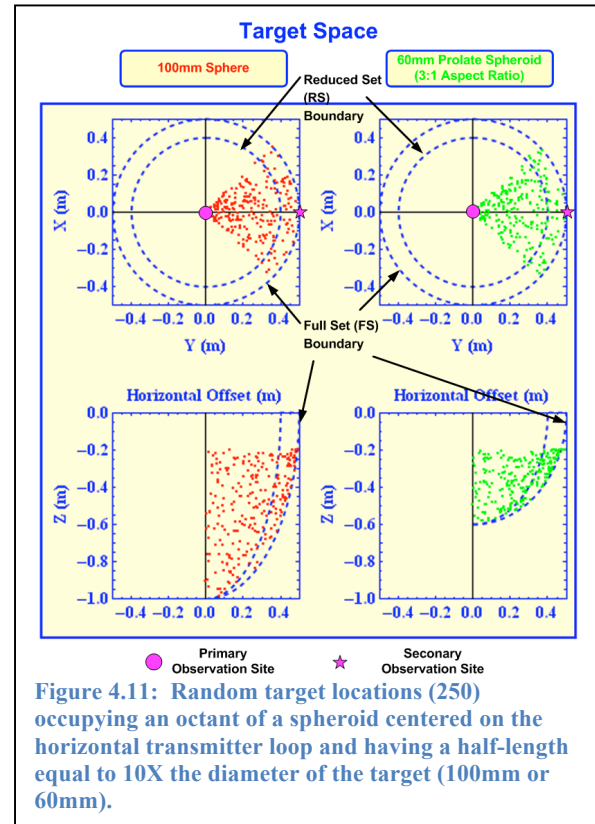 Target Space
100mm Sphere
60mm Prolate Spheroid
(3:1 Aspect Ratio)
Reduced Set
(RS)
Boundary
0.4
0.2
0.0
−0.2
−0.4
X (m)
−0.4 −0.2 0.0 0.2 0.4
Y (m)
0.4
0.2
0.0
−0.2
−0.4
X (m)
−0.4 −0.2 0.0 0.2 0.4
Y (m)
Full Set (FS)
Boundary
Horizontal Offset (m)
0.0
−0.2
−0.4
−0.6
−0.8
−1.0
Z (m)
−0.4 −0.2 0.0 0.2 0.4
Horizontal Offset (m)
0.0
−0.2
−0.4
−0.6
−0.8
−1.0
Z (m)
−0.4 −0.2 0.0 0.2 0.4
Primary
Observation Site
Seconary
Observation Site
Figure 4.11: Random target locations (250)
occupying an octant of a spheroid centered on the
horizontal transmitter loop and having a half-length
equal to 10X the diameter of the target (100mm or
60mm).